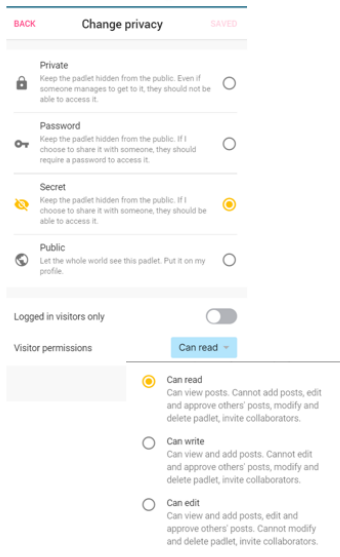 BACK Change privacy SAVED
Private
Keep the padlet hidden from the public. Even if
someone manages to get to it, they should not be
able to access it.
Password
Keep the padlet hidden from the public. If I
choose to share it with someone, they should
require a password to access it.
Secret
Keep the padlet hidden from the public. If I
choose to share it with someone, they should be
able to access it.
Public
Let the whole world see this padlet. Put it on my
profile.
Logged in visitors only
Visitor permissions Can read
Can read
Can view posts. Cannot add posts, edit
and approve others' posts, modify and
delete padlet, invite collaborators.
Can write
Can view and add posts. Cannot edit
and approve others' posts, modify and
delete padlet, invite collaborators.
Can edit
Can view and add posts, edit and
approve others' posts. Cannot modify
and delete padlet, invite collaborators.